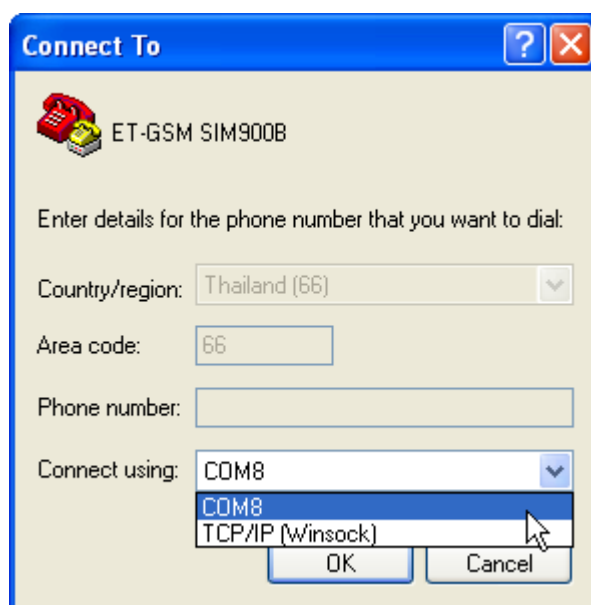 Connect To
ET-GSM SIM900B
Enter details for the phone number that you want to dial:
Country/region: Thailand (66)
Area code: 66
Phone number:
Connect using: COM8
COM8
TCP/IP (Winsock)
OK Cancel